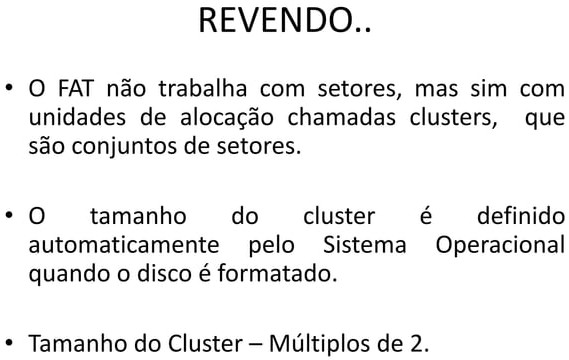 REVENDO..
• O FAT não trabalha com setores, mas sim com
unidades de alocação chamadas clusters, que
são conjuntos de setores.
• O tamanho do cluster é definido
automaticamente pelo Sistema Operacional
quando o disco é formatado.
• Tamanho do Cluster – Múltiplos de 2.